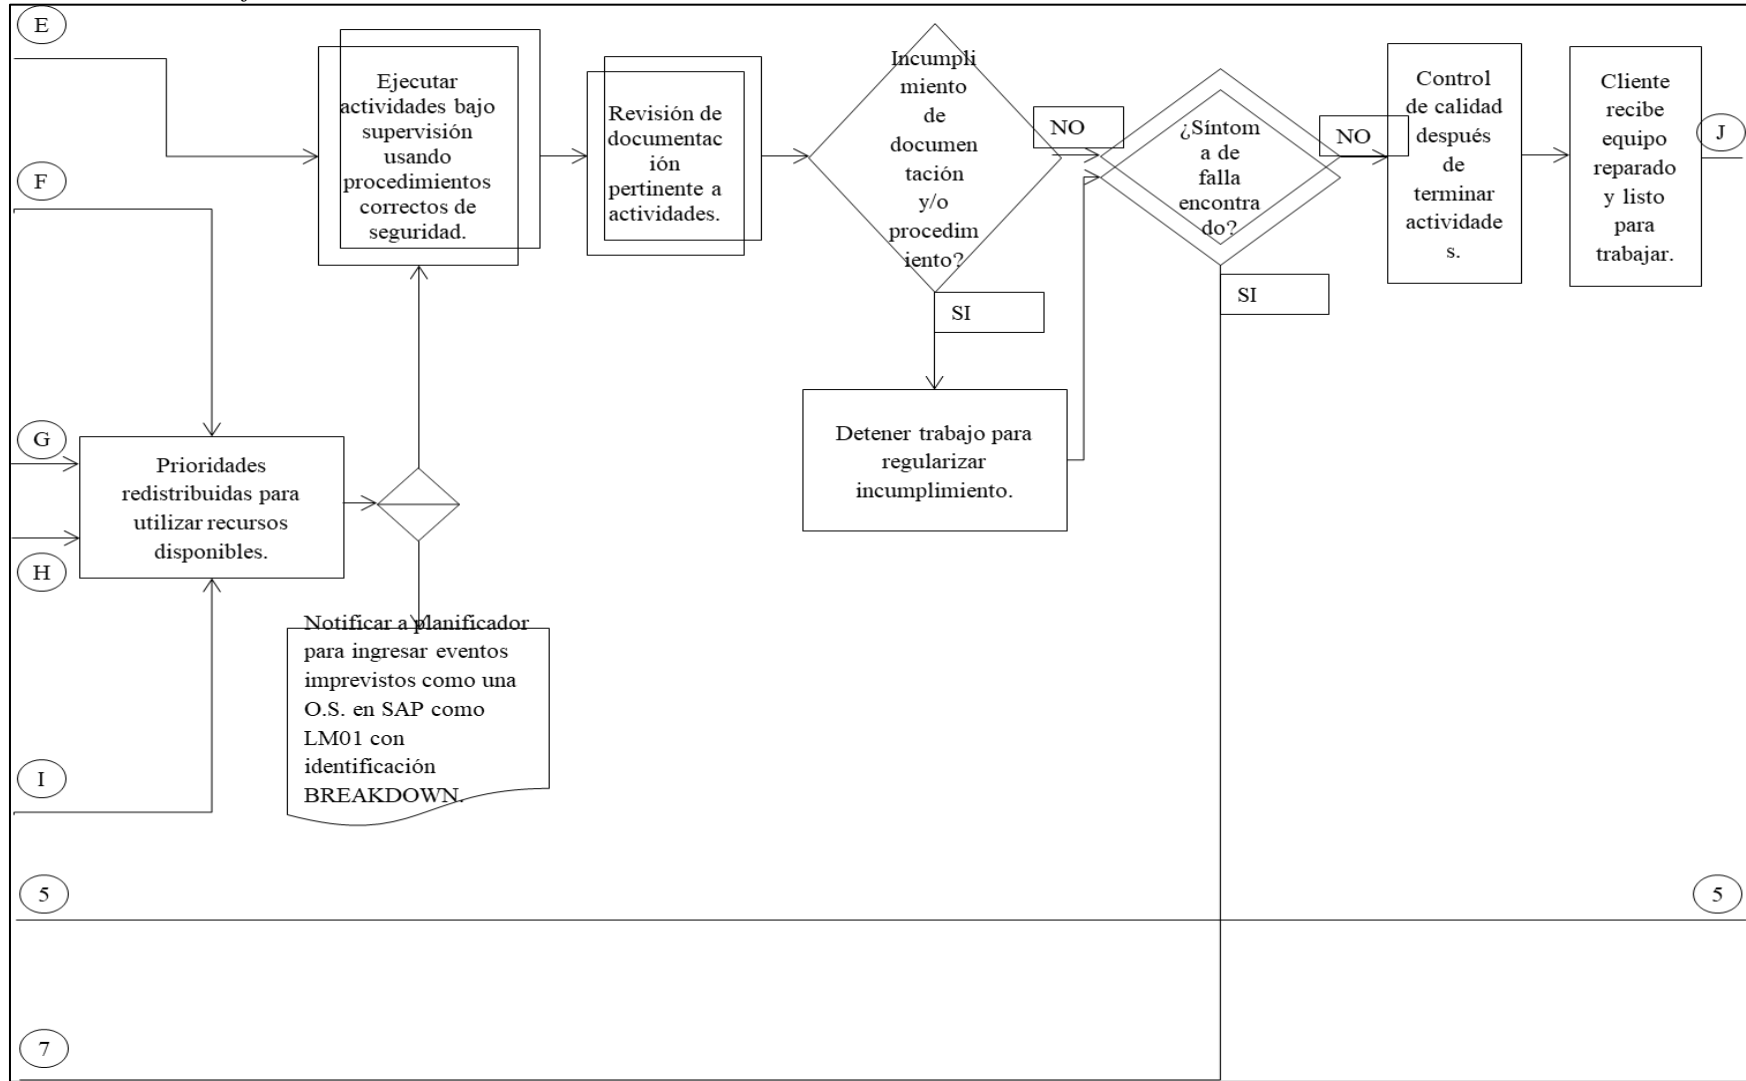 E
Ejecutar
actividades bajo
supervisión
usando
procedimientos
correctos de
seguridad.
Revisión de
documentac
ión
pertinente a
actividades.
Incumpli
miento
de
documen
tación
y/o
procedim
iento?
NO
¿Síntom
a de
falla
encontra
do?
NO
Control
de calidad
después
de
terminar
actividade
s.
Cliente
recibe
equipo
reparado
y listo
para
trabajar.
J
F
SI
SI
G
Prioridades
redistribuidas para
utilizar recursos
disponibles.
Detener trabajo para
regularizar
incumplimiento.
H
Notificar a planificador
para ingresar eventos
imprevistos como una
O.S. en SAP como
LM01 con
identificación
BREAKDOWN.
I
5
5
7